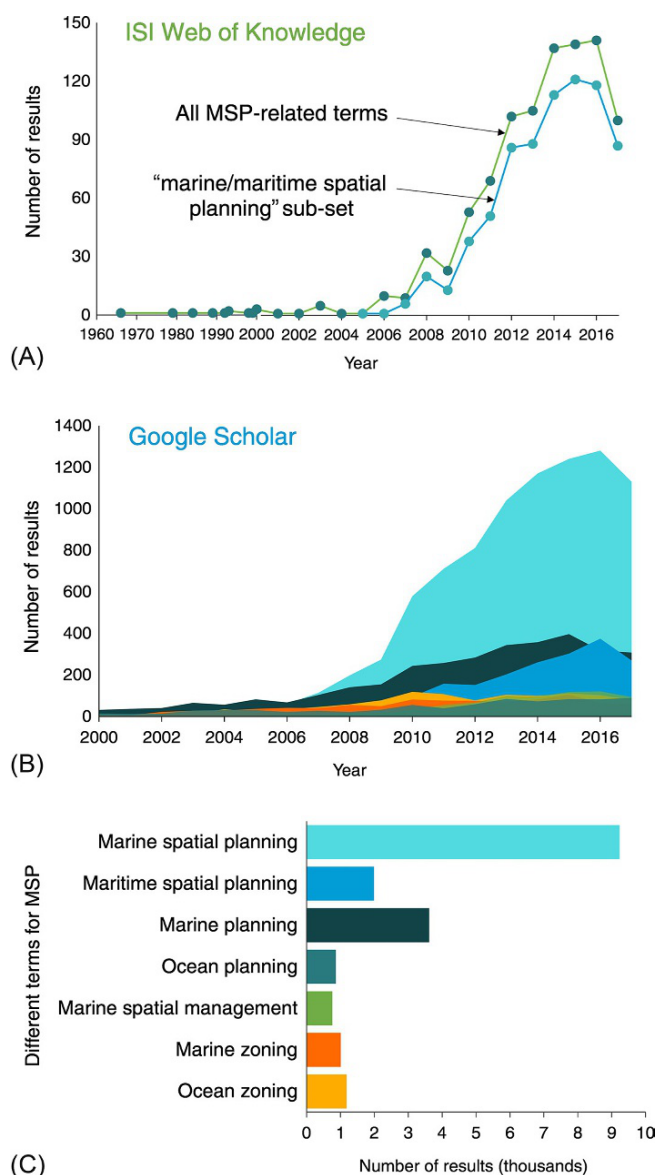 ISI Web of Knowledge
150
120
90
60
30
0
Number of results
All MSP-related terms
“marine/maritime spatial
planning” sub-set
1960 1970 1980 1990 2000 2002 2004 2006 2008 2010 2012 2014 2016
Year
(A)
Google Scholar
1400
1200
1000
800
600
400
200
0
Number of results
2000 2002 2004 2006 2008 2010 2012 2014 2016
Year
(B)
Different terms for MSP
Marine spatial planning
Maritime spatial planning
Marine planning
Ocean planning
Marine spatial management
Marine zoning
Ocean zoning
0 1 2 3 4 5 6 7 8 9 10
Number of results (thousands)
(C)